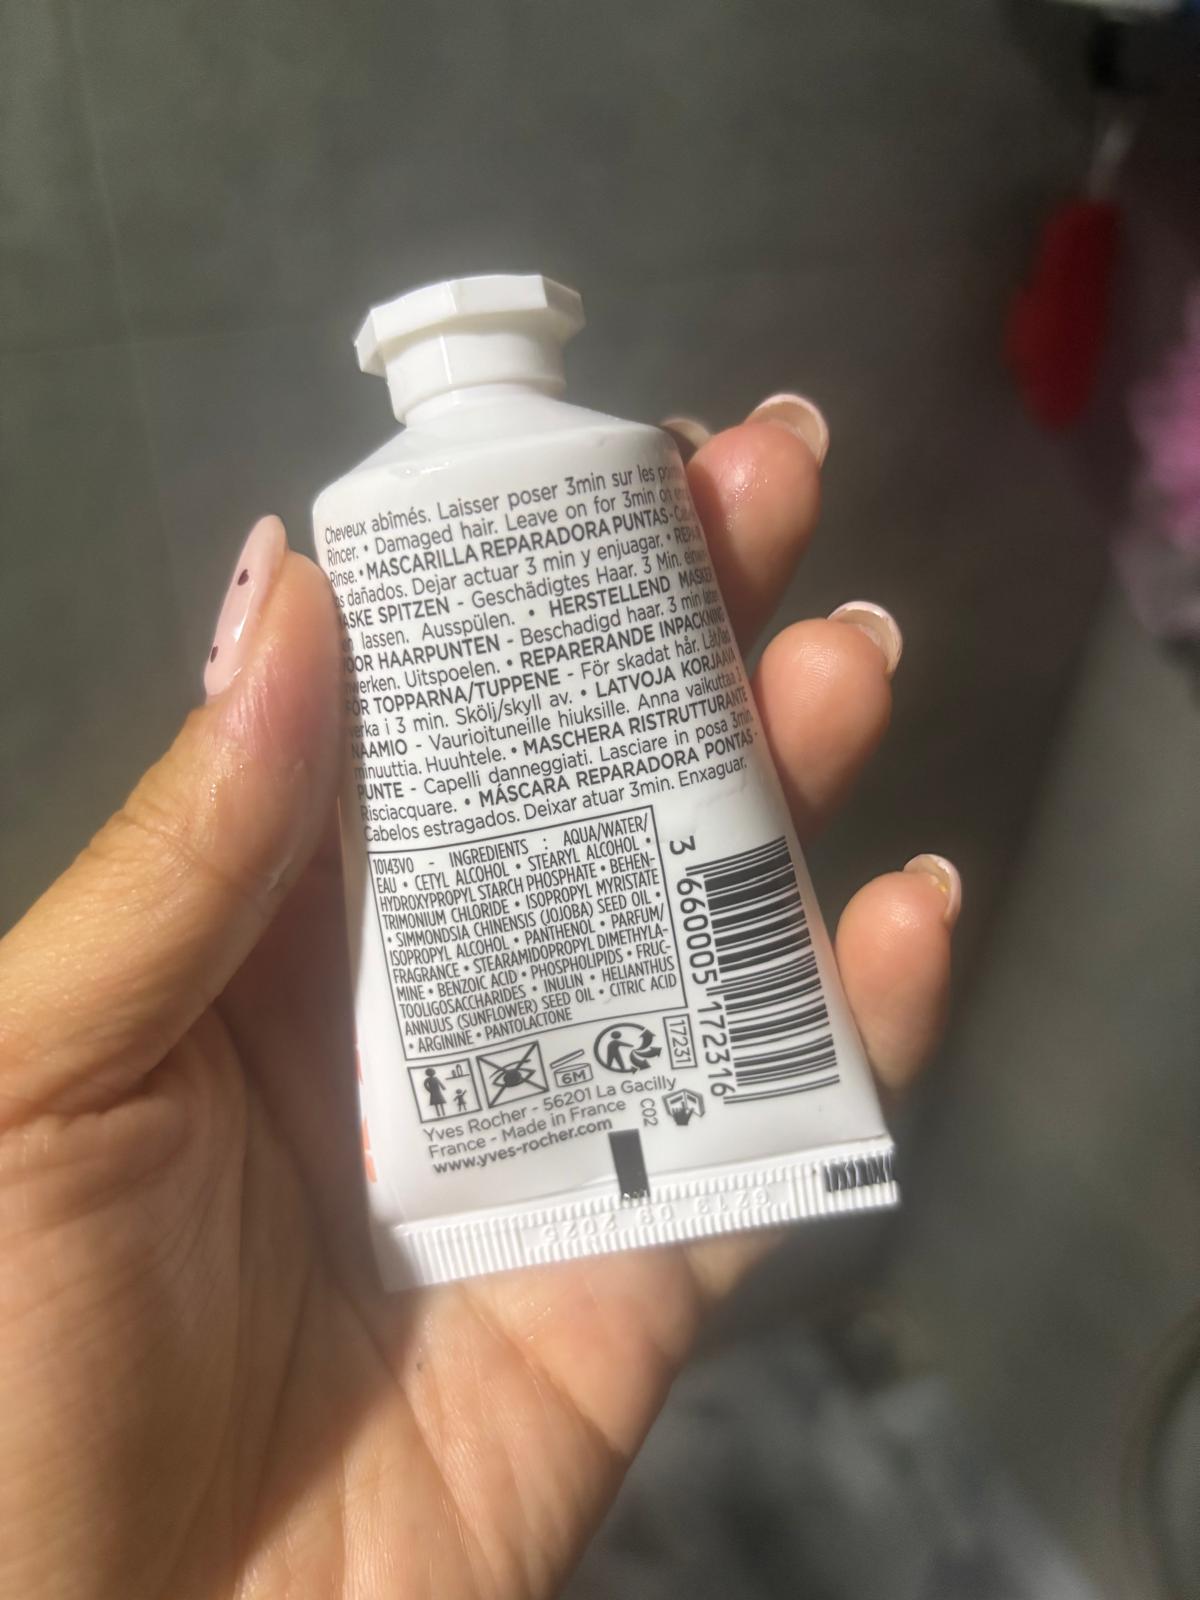 Cheveux abîmés. Laisser poser 3min sur les
Rincer. • Damaged hair. Leave on for 3min on
Rinse. • MASCARILLA REPARADORA PUNTAS -
dañados. Dejar actuar 3 min y enjuagar. •
SPITZEN - Geschädigtes Haar. 3 Min.
lassen. Ausspülen. • HERSTELLEND MASKER
HAARPUNTEN - Beschadigd haar. 3 min
Uitspoelen. • REPARERANDE INPACKNING
TOPPARNA/TUPPENE - För skadat hår.
i 3 min. Skölj/skyll av. • LATVOJA KORJAAVA
NAAMIO - Vaurioituneille hiuksille. Anna vaikuttaa 3
minuuttia. Huuhtele. • MASCHERA RISTRUTTURANTE
PUNTE - Capelli danneggiati. Lasciare in posa 3min.
Risciacquare. • MÁSCARA REPARADORA PONTAS -
Cabelos estragados. Deixar atuar 3min. Enxaguar.
10143V0 - INGREDIENTS : AQUA/WATER/
EAU • CETYL ALCOHOL • STEARYL ALCOHOL •
HYDROXYPROPYL STARCH PHOSPHATE • BEHEN-
TRIMONIUM CHLORIDE • ISOPROPYL MYRISTATE
• SIMMONDSIA CHINENSIS (JOJOBA) SEED OIL •
ISOPROPYL ALCOHOL • PANTHENOL • PARFUM/
FRAGRANCE • STEARAMIDOPROPYL DIMETHYLA-
MINE • BENZOIC ACID • PHOSPHOLIPIDS • FRUC-
TOOLIGOSACCHARIDES • INULIN • HELIANTHUS
ANNUUS (SUNFLOWER) SEED OIL • CITRIC ACID
• ARGININE • PANTOLACTONE
3 660005 172316
6M
17231
Yves Rocher - 56201 La Gacilly
France - Made in France
www.yves-rocher.com
C02
6213 08 2025